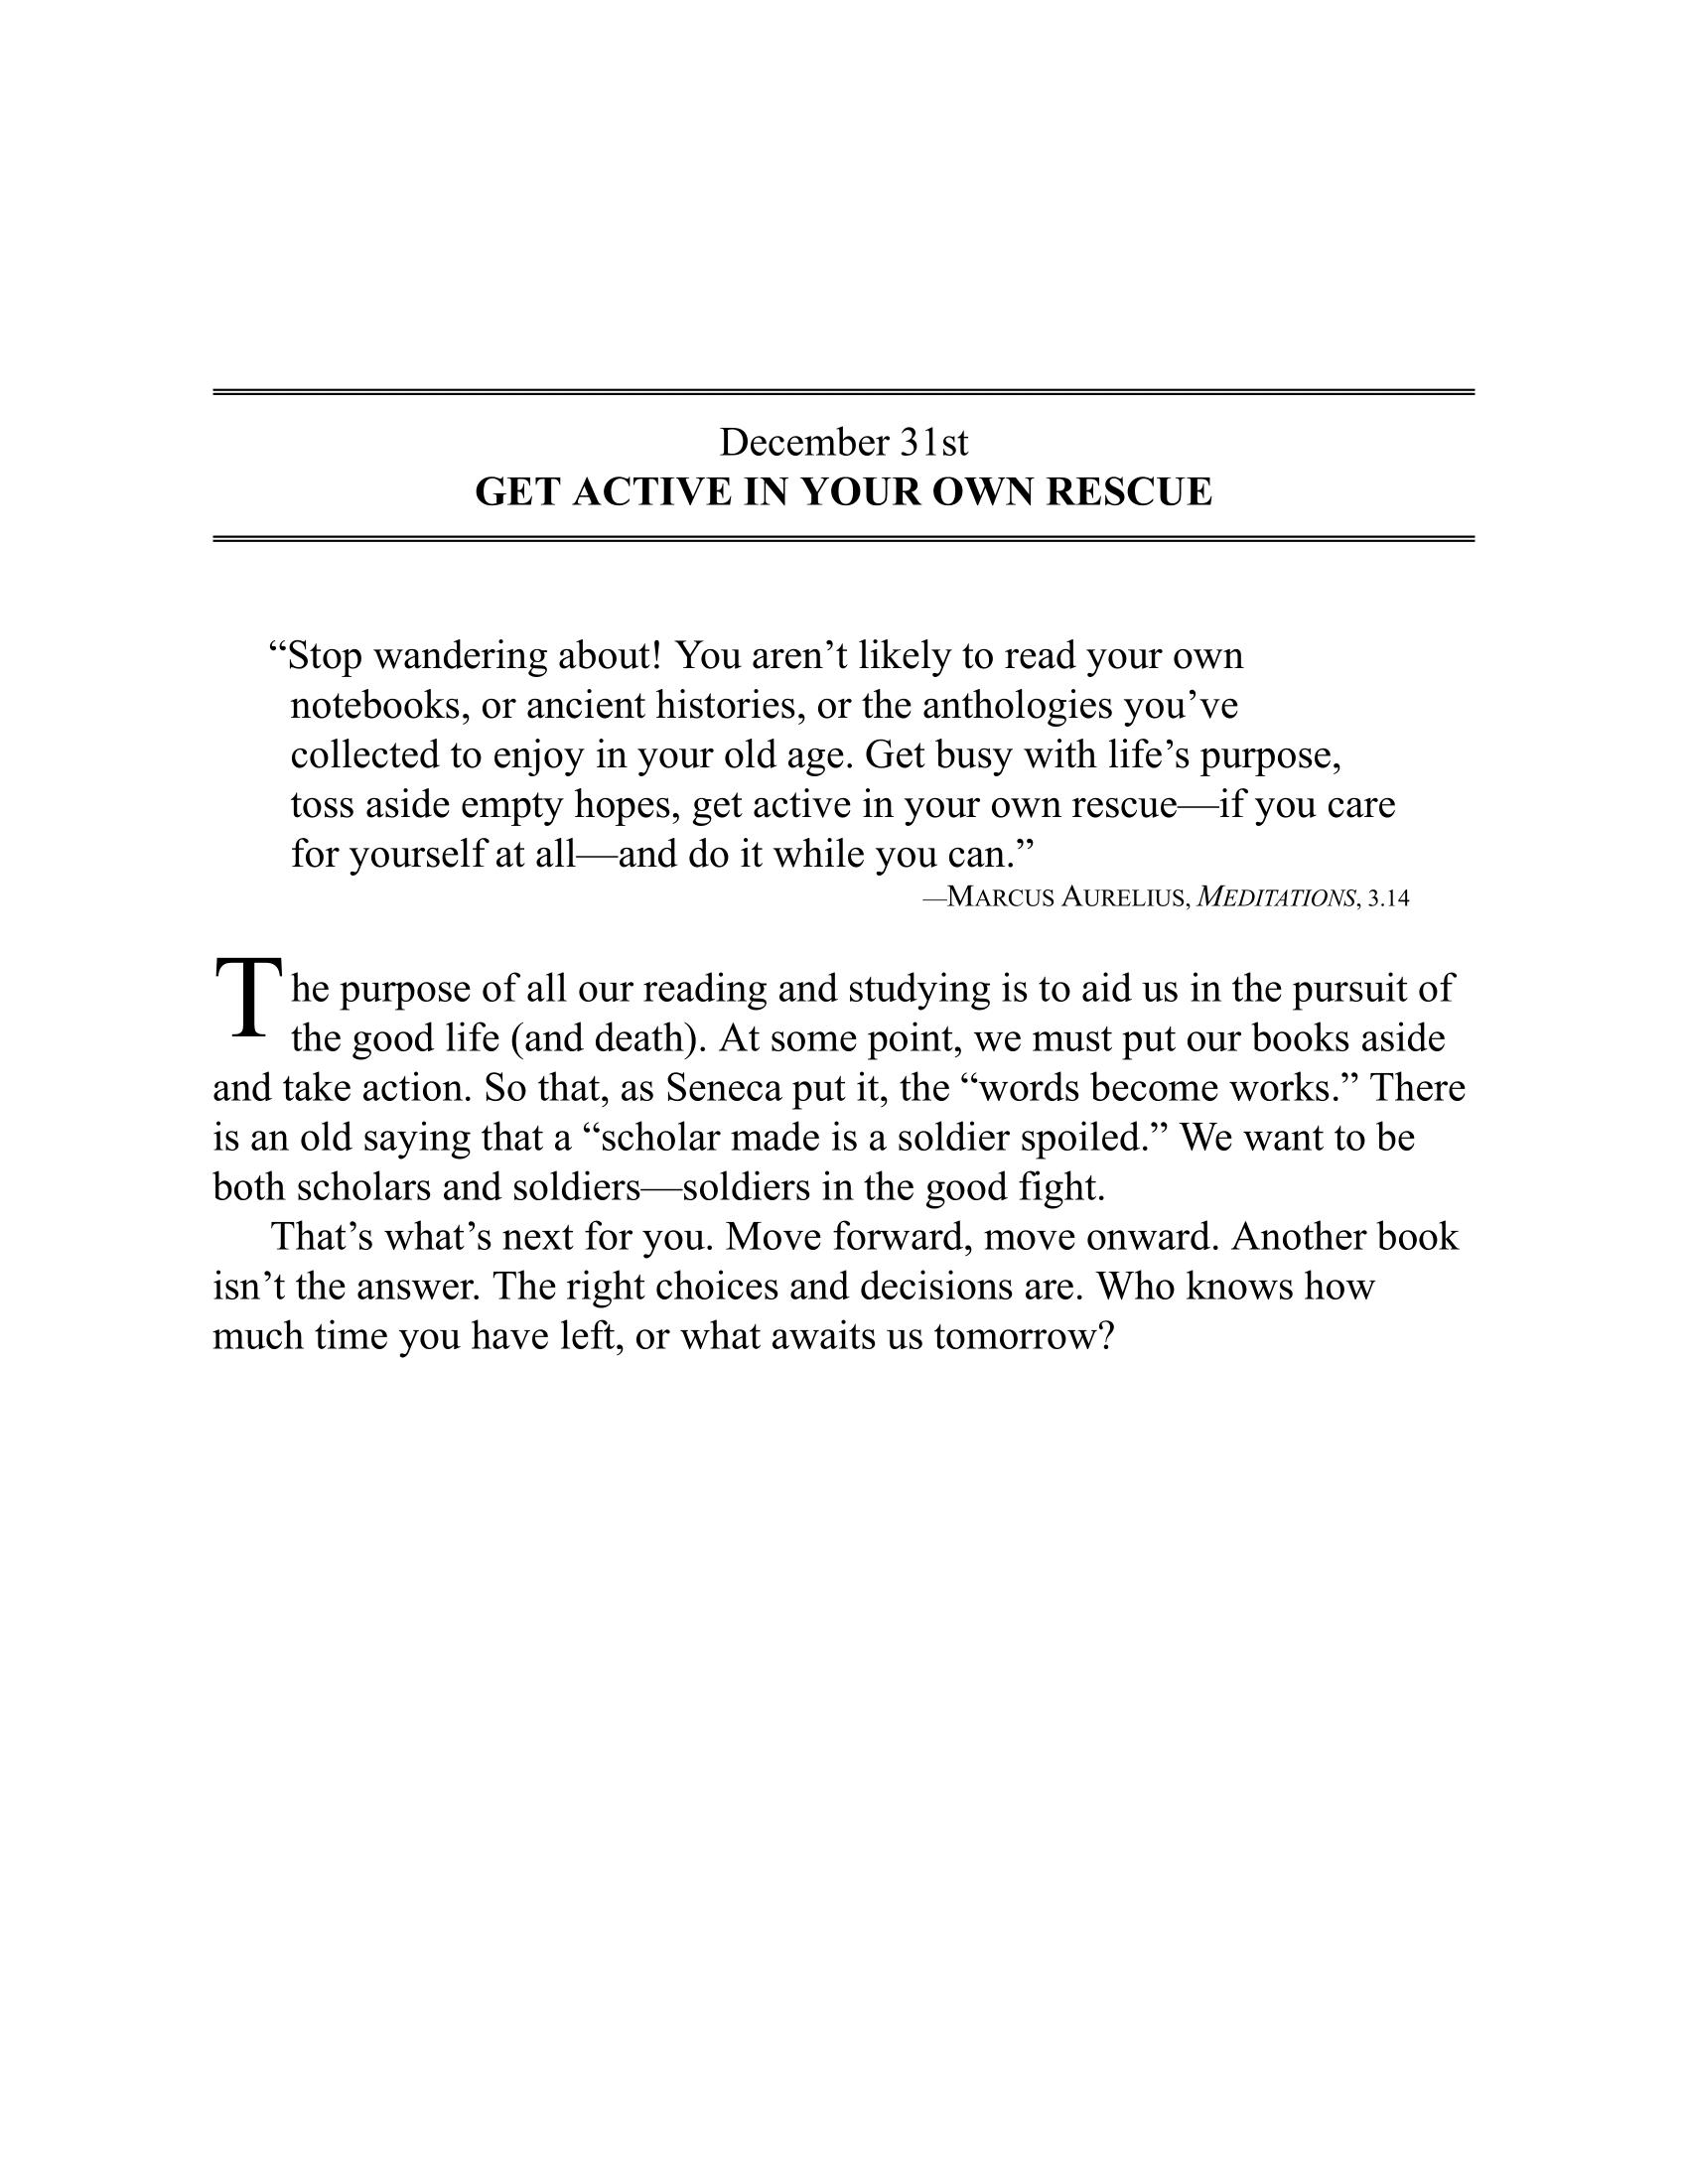 December 31st
GET ACTIVE IN YOUR OWN RESCUE
“Stop wandering about! You aren’t likely to read your own
notebooks, or ancient histories, or the anthologies you’ve
collected to enjoy in your old age. Get busy with life’s purpose,
toss aside empty hopes, get active in your own rescue—if you care
for yourself at all—and do it while you can.”
—MARCUS AURELIUS, MEDITATIONS, 3.14
The purpose of all our reading and studying is to aid us in the pursuit of
the good life (and death). At some point, we must put our books aside
and take action. So that, as Seneca put it, the “words become works.” There
is an old saying that a “scholar made is a soldier spoiled.” We want to be
both scholars and soldiers—soldiers in the good fight.
That’s what’s next for you. Move forward, move onward. Another book
isn’t the answer. The right choices and decisions are. Who knows how
much time you have left, or what awaits us tomorrow?